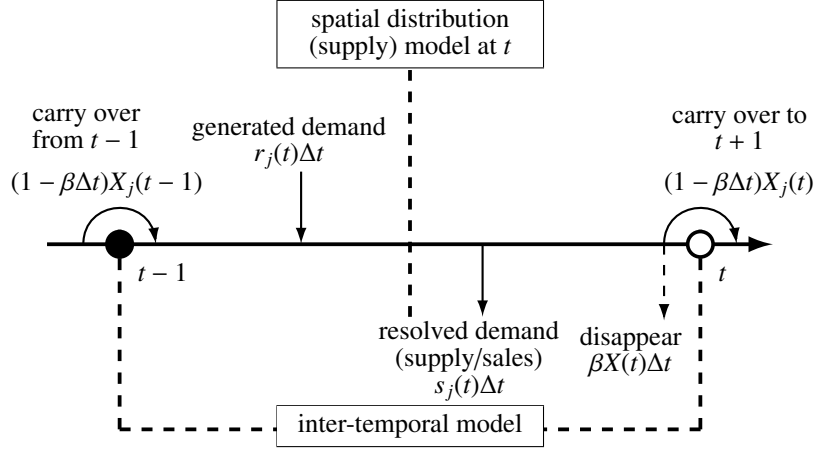 spatial distribution
(supply) model at t
carry over
from t − 1
(1 − βΔt)X_j(t − 1)
generated demand
r_j(t)Δt
carry over to
t + 1
(1 − βΔt)X_j(t)
t − 1
t
resolved demand
(supply/sales)
s_j(t)Δt
disappear
βX(t)Δt
inter-temporal model